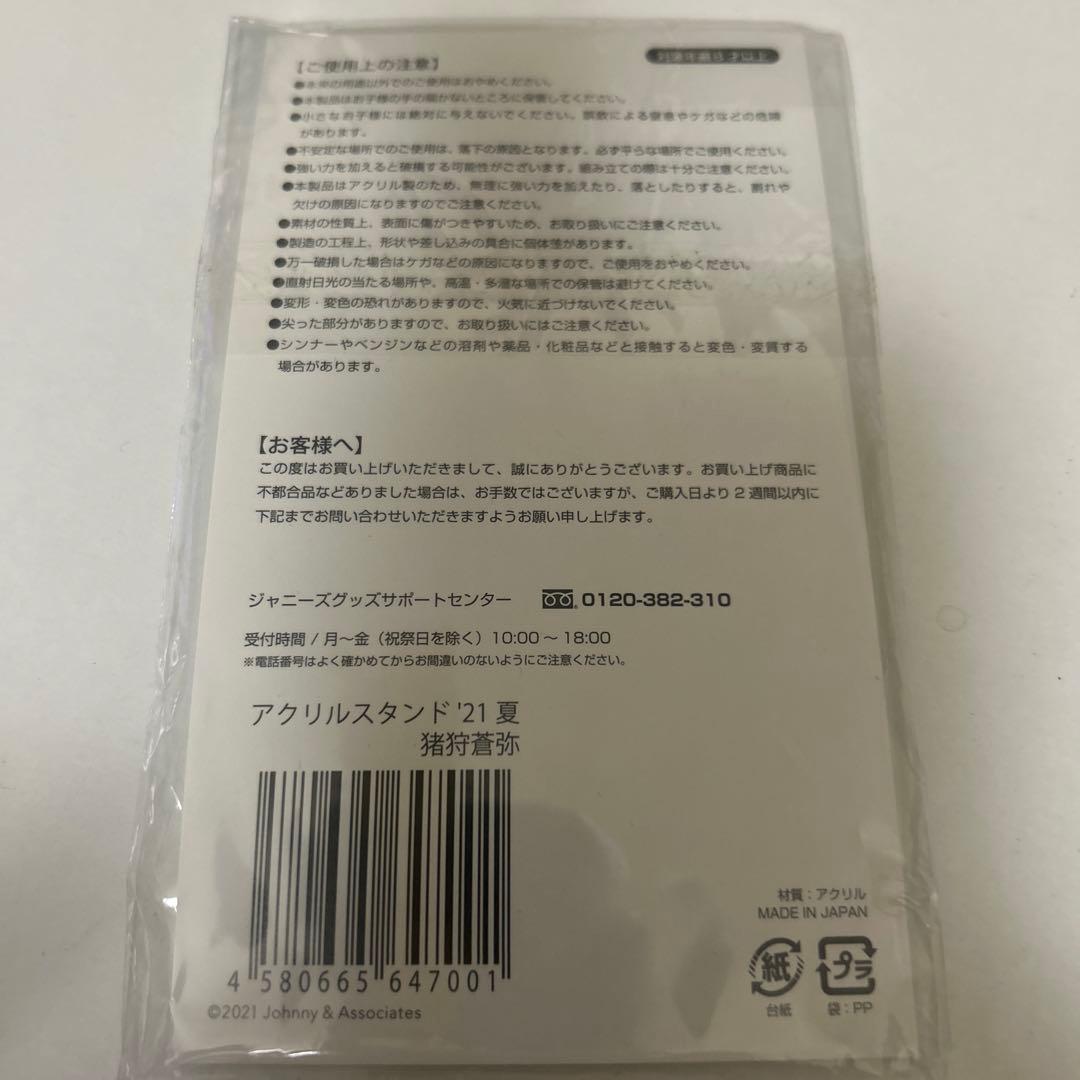 【ご使用上の注意】
対象年齢8才以上
●本来の用途以外でのご使用はおやめください。
●本製品はお子様の手の届かないところに保管してください。
●小さなお子様には絶対に与えないでください。誤飲による窒息やケガなどの危険
があります。
●不安定な場所でのご使用は、落下の原因となります。必ず平らな場所でご使用ください。
●強い力を加えると破損する可能性がございます。組み立ての際は十分ご注意ください。
●本製品はアクリル製のため、無理に強い力を加えたり、落としたりすると、割れや
欠けの原因になりますのでご注意ください。
●素材の性質上、表面に傷がつきやすいため、お取り扱いにご注意ください。
●製造の工程上、形状や差し込みの具合に個体差があります。
●万一破損した場合はケガなどの原因になりますので、ご使用をおやめください。
●直射日光の当たる場所や、高温・多湿な場所での保管は避けてください。
●変形・変色の恐れがありますので、火気に近づけないでください。
●尖った部分がありますので、お取り扱いにはご注意ください。
●シンナーやベンジンなどの溶剤や薬品・化粧品などと接触すると変色・変質する
場合があります。
【お客様へ】
この度はお買い上げいただきまして、誠にありがとうございます。お買い上げ商品に
不都合品などありました場合は、お手数ではございますが、ご購入日より2週間以内に
下記までお問い合わせいただきますようお願い申し上げます。
ジャニーズグッズサポートセンター 0120-382-310
受付時間 / 月～金（祝祭日を除く）10:00 ～ 18:00
※電話番号はよく確かめてからお間違いのないようにご注意ください。
アクリルスタンド '21 夏
猪狩蒼弥
4 580665 647001
©2021 Johnny & Associates
材質：アクリル
MADE IN JAPAN
紙 プラ
台紙 袋：PP